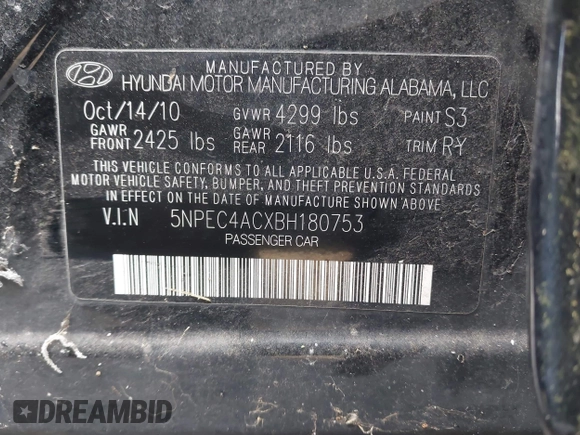 MANUFACTURED BY
HYUNDAI MOTOR MANUFACTURING ALABAMA, LLC
Oct/14/10 GVWR 4299 lbs PAINT S3
GAWR FRONT 2425 lbs GAWR REAR 2116 lbs TRIM RY
THIS VEHICLE CONFORMS TO ALL APPLICABLE U.S.A. FEDERAL
MOTOR VEHICLE SAFETY, BUMPER, AND THEFT PREVENTION STANDARDS
IN EFFECT ON THE DATE OF MANUFACTURE SHOWN ABOVE.
V.I.N 5NPEC4ACXBH180753
PASSENGER CAR
DREAMBID